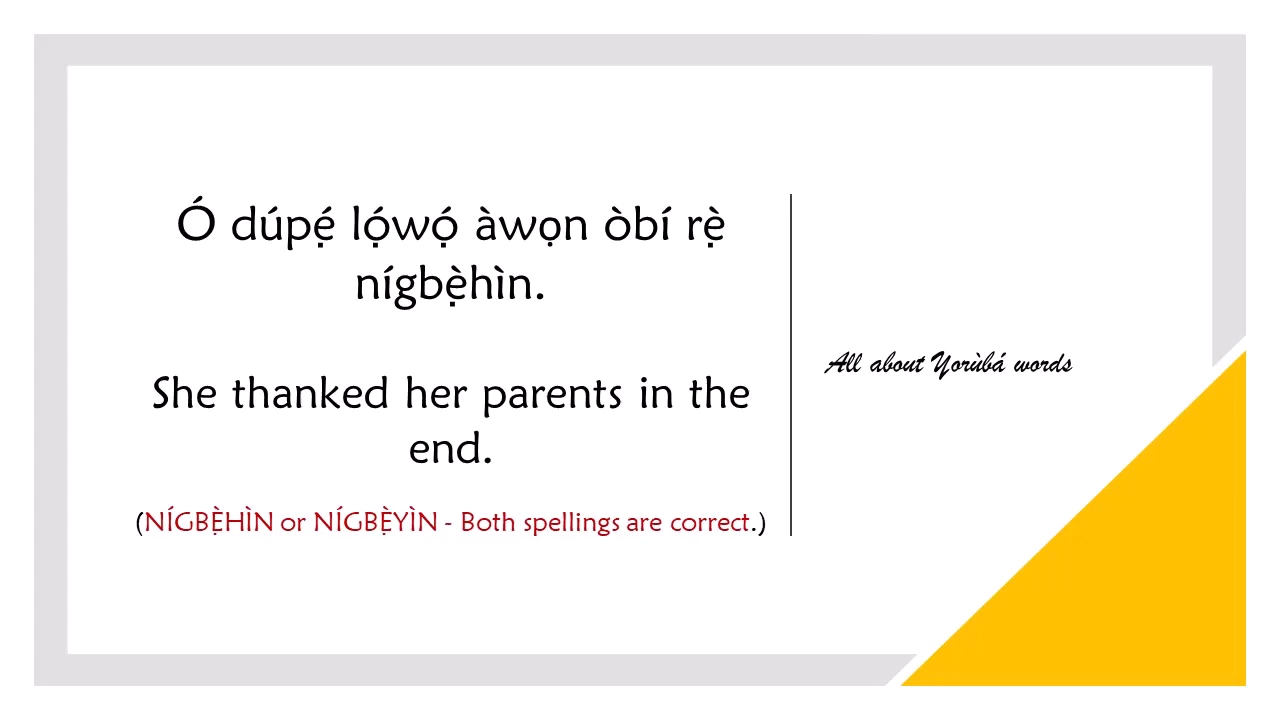 Ó dúpẹ́ lọ́wọ́ àwọn òbí rẹ̀
nígbẹ̀hìn.
She thanked her parents in the
end.
(NÍGBẸ̀HÌN or NÍGBẸ̀YÌN - Both spellings are correct.)
All about Yorùbá words